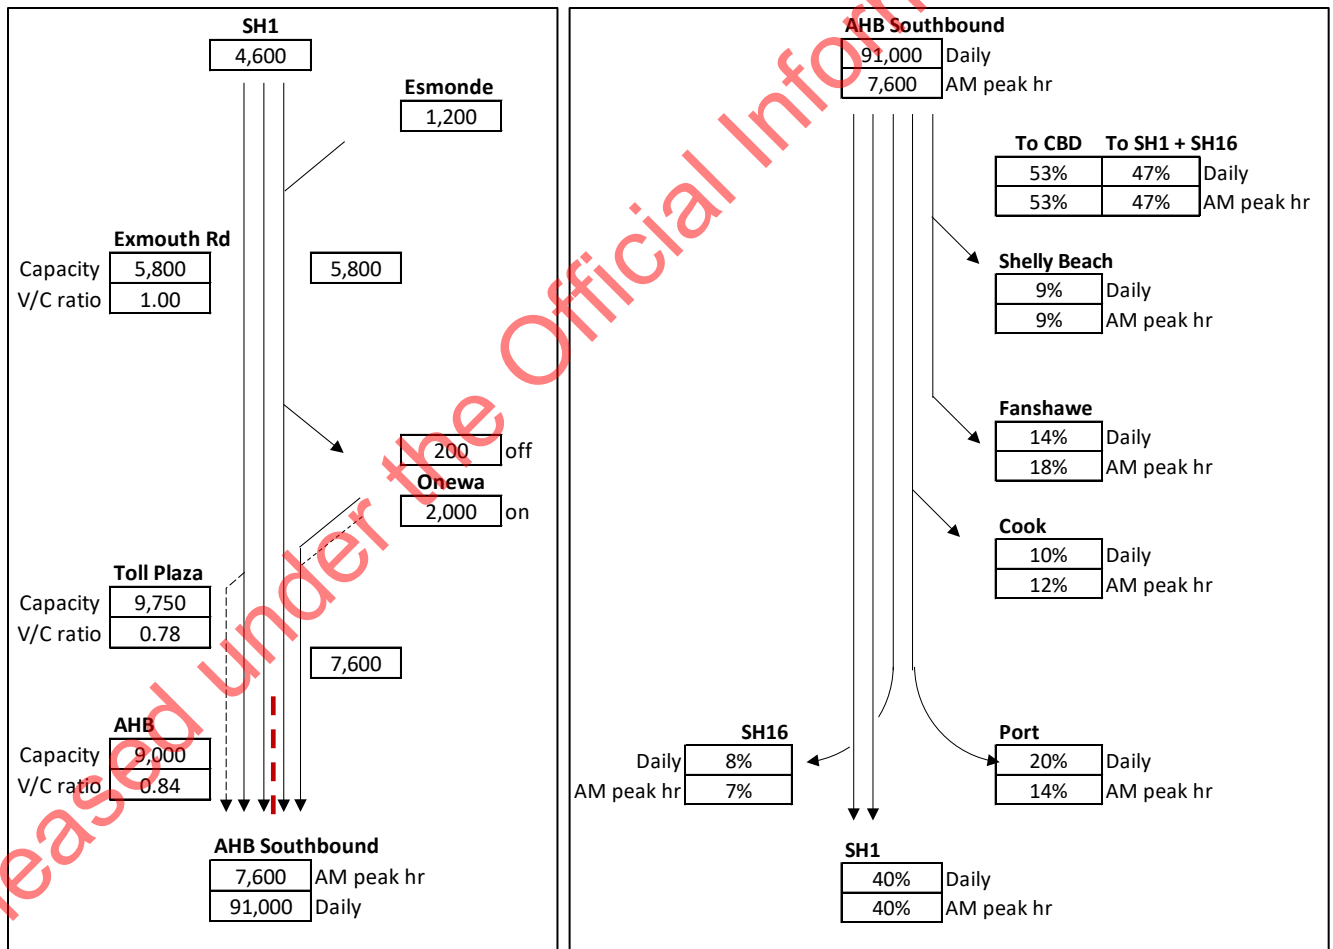 SH1
4,600
Esmonde
1,200
Exmouth Rd
Capacity 5,800
V/C ratio 1.00
5,800
200 off
Onewa
2,000 on
Toll Plaza
Capacity 9,750
V/C ratio 0.78
7,600
AHB
Capacity 9,000
V/C ratio 0.84
AHB Southbound
7,600 AM peak hr
91,000 Daily
AHB Southbound
91,000 Daily
7,600 AM peak hr
To CBD To SH1 + SH16
53% 47% Daily
53% 47% AM peak hr
Shelly Beach
9% Daily
9% AM peak hr
Fanshawe
14% Daily
18% AM peak hr
Cook
10% Daily
12% AM peak hr
SH16
Daily 8%
AM peak hr 7%
Port
20% Daily
14% AM peak hr
SH1
40% Daily
40% AM peak hr
eased under the Official Inform